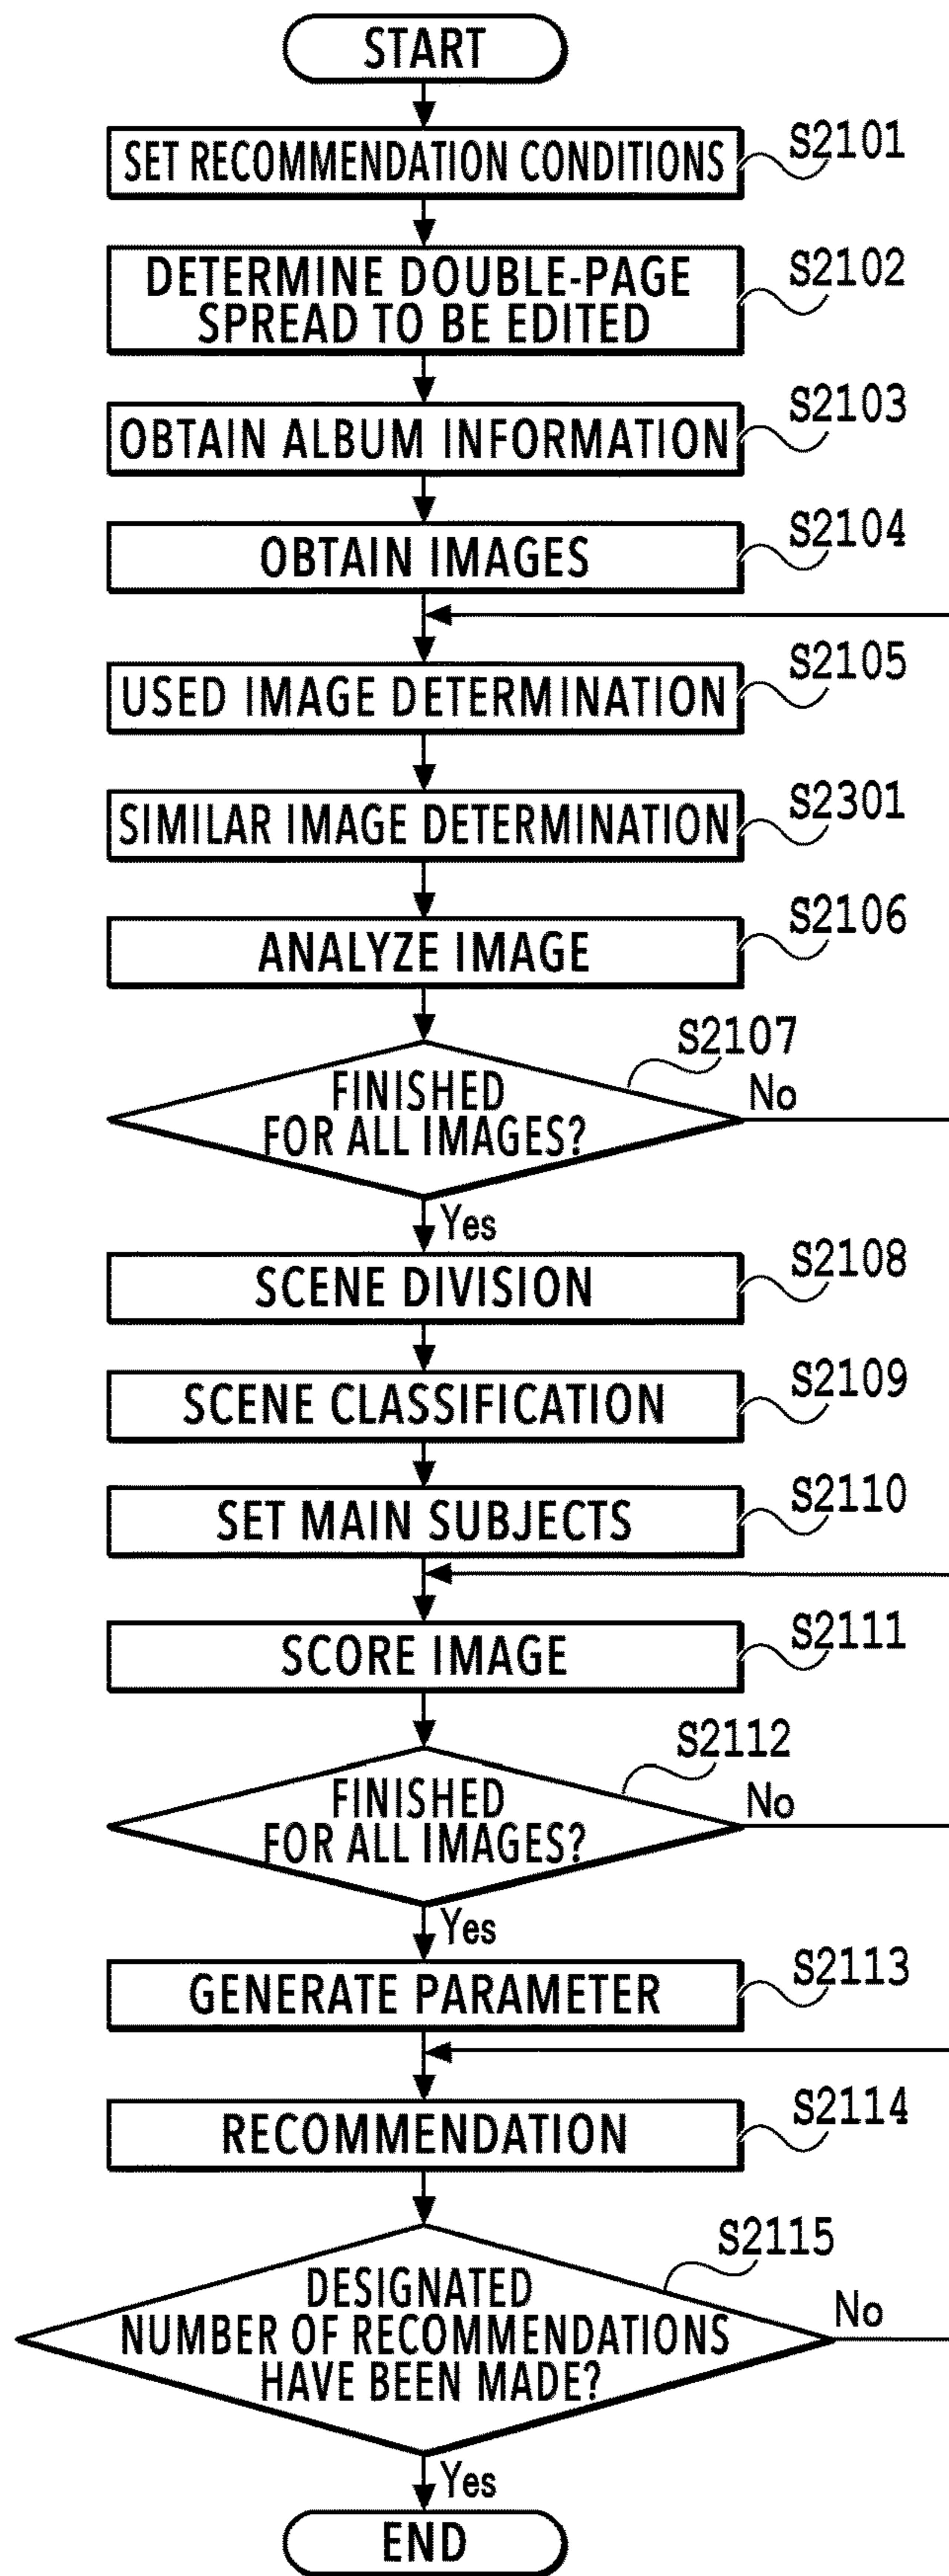 START
SET RECOMMENDATION CONDITIONS
S2101
DETERMINE DOUBLE-PAGE
SPREAD TO BE EDITED
S2102
OBTAIN ALBUM INFORMATION
S2103
OBTAIN IMAGES
S2104
USED IMAGE DETERMINATION
S2105
SIMILAR IMAGE DETERMINATION
S2301
ANALYZE IMAGE
S2106
FINISHED
FOR ALL IMAGES?
S2107
No
Yes
SCENE DIVISION
S2108
SCENE CLASSIFICATION
S2109
SET MAIN SUBJECTS
S2110
SCORE IMAGE
S2111
FINISHED
FOR ALL IMAGES?
S2112
No
Yes
GENERATE PARAMETER
S2113
RECOMMENDATION
S2114
DESIGNATED
NUMBER OF RECOMMENDATIONS
HAVE BEEN MADE?
S2115
No
Yes
END